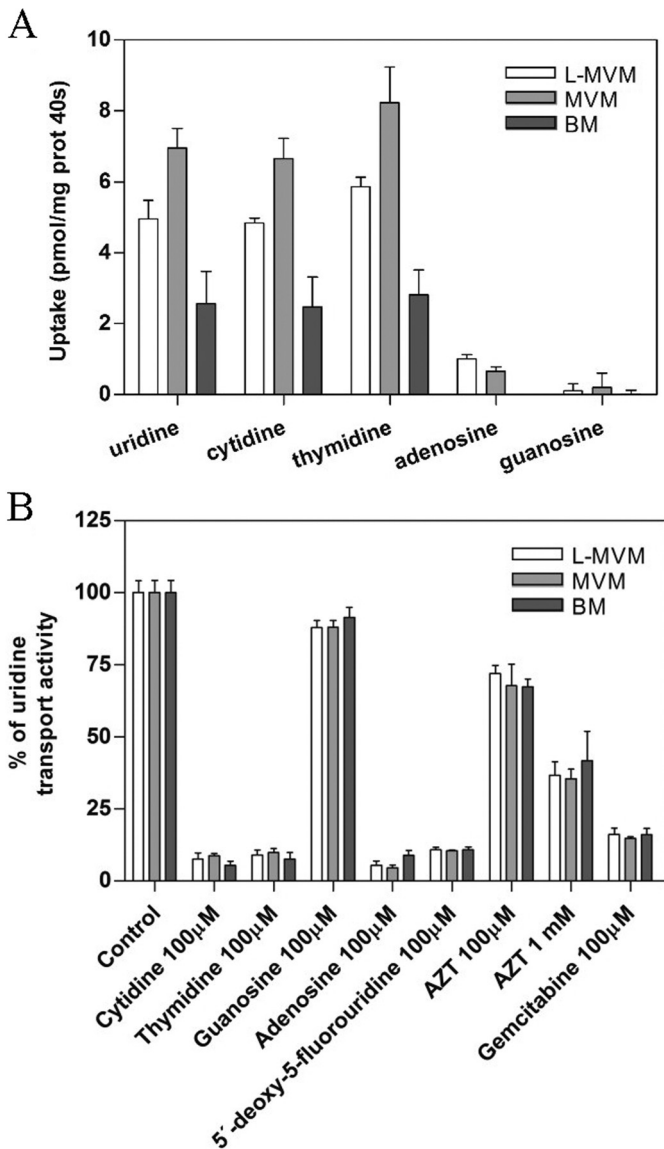 A
10
8
6
4
2
0
Uptake (pmol/mg prot 40s)
L-MVM
MVM
BM
uridine
cytidine
thymidine
adenosine
guanosine
B
125
100
75
50
25
0
% of uridine
transport activity
L-MVM
MVM
BM
Control
Cytidine 100μM
Thymidine 100μM
Guanosine 100μM
Adenosine 100μM
5´-deoxy-5-fluorouridine 100μM
AZT 100μM
AZT 1 mM
Gemcitabine 100μM